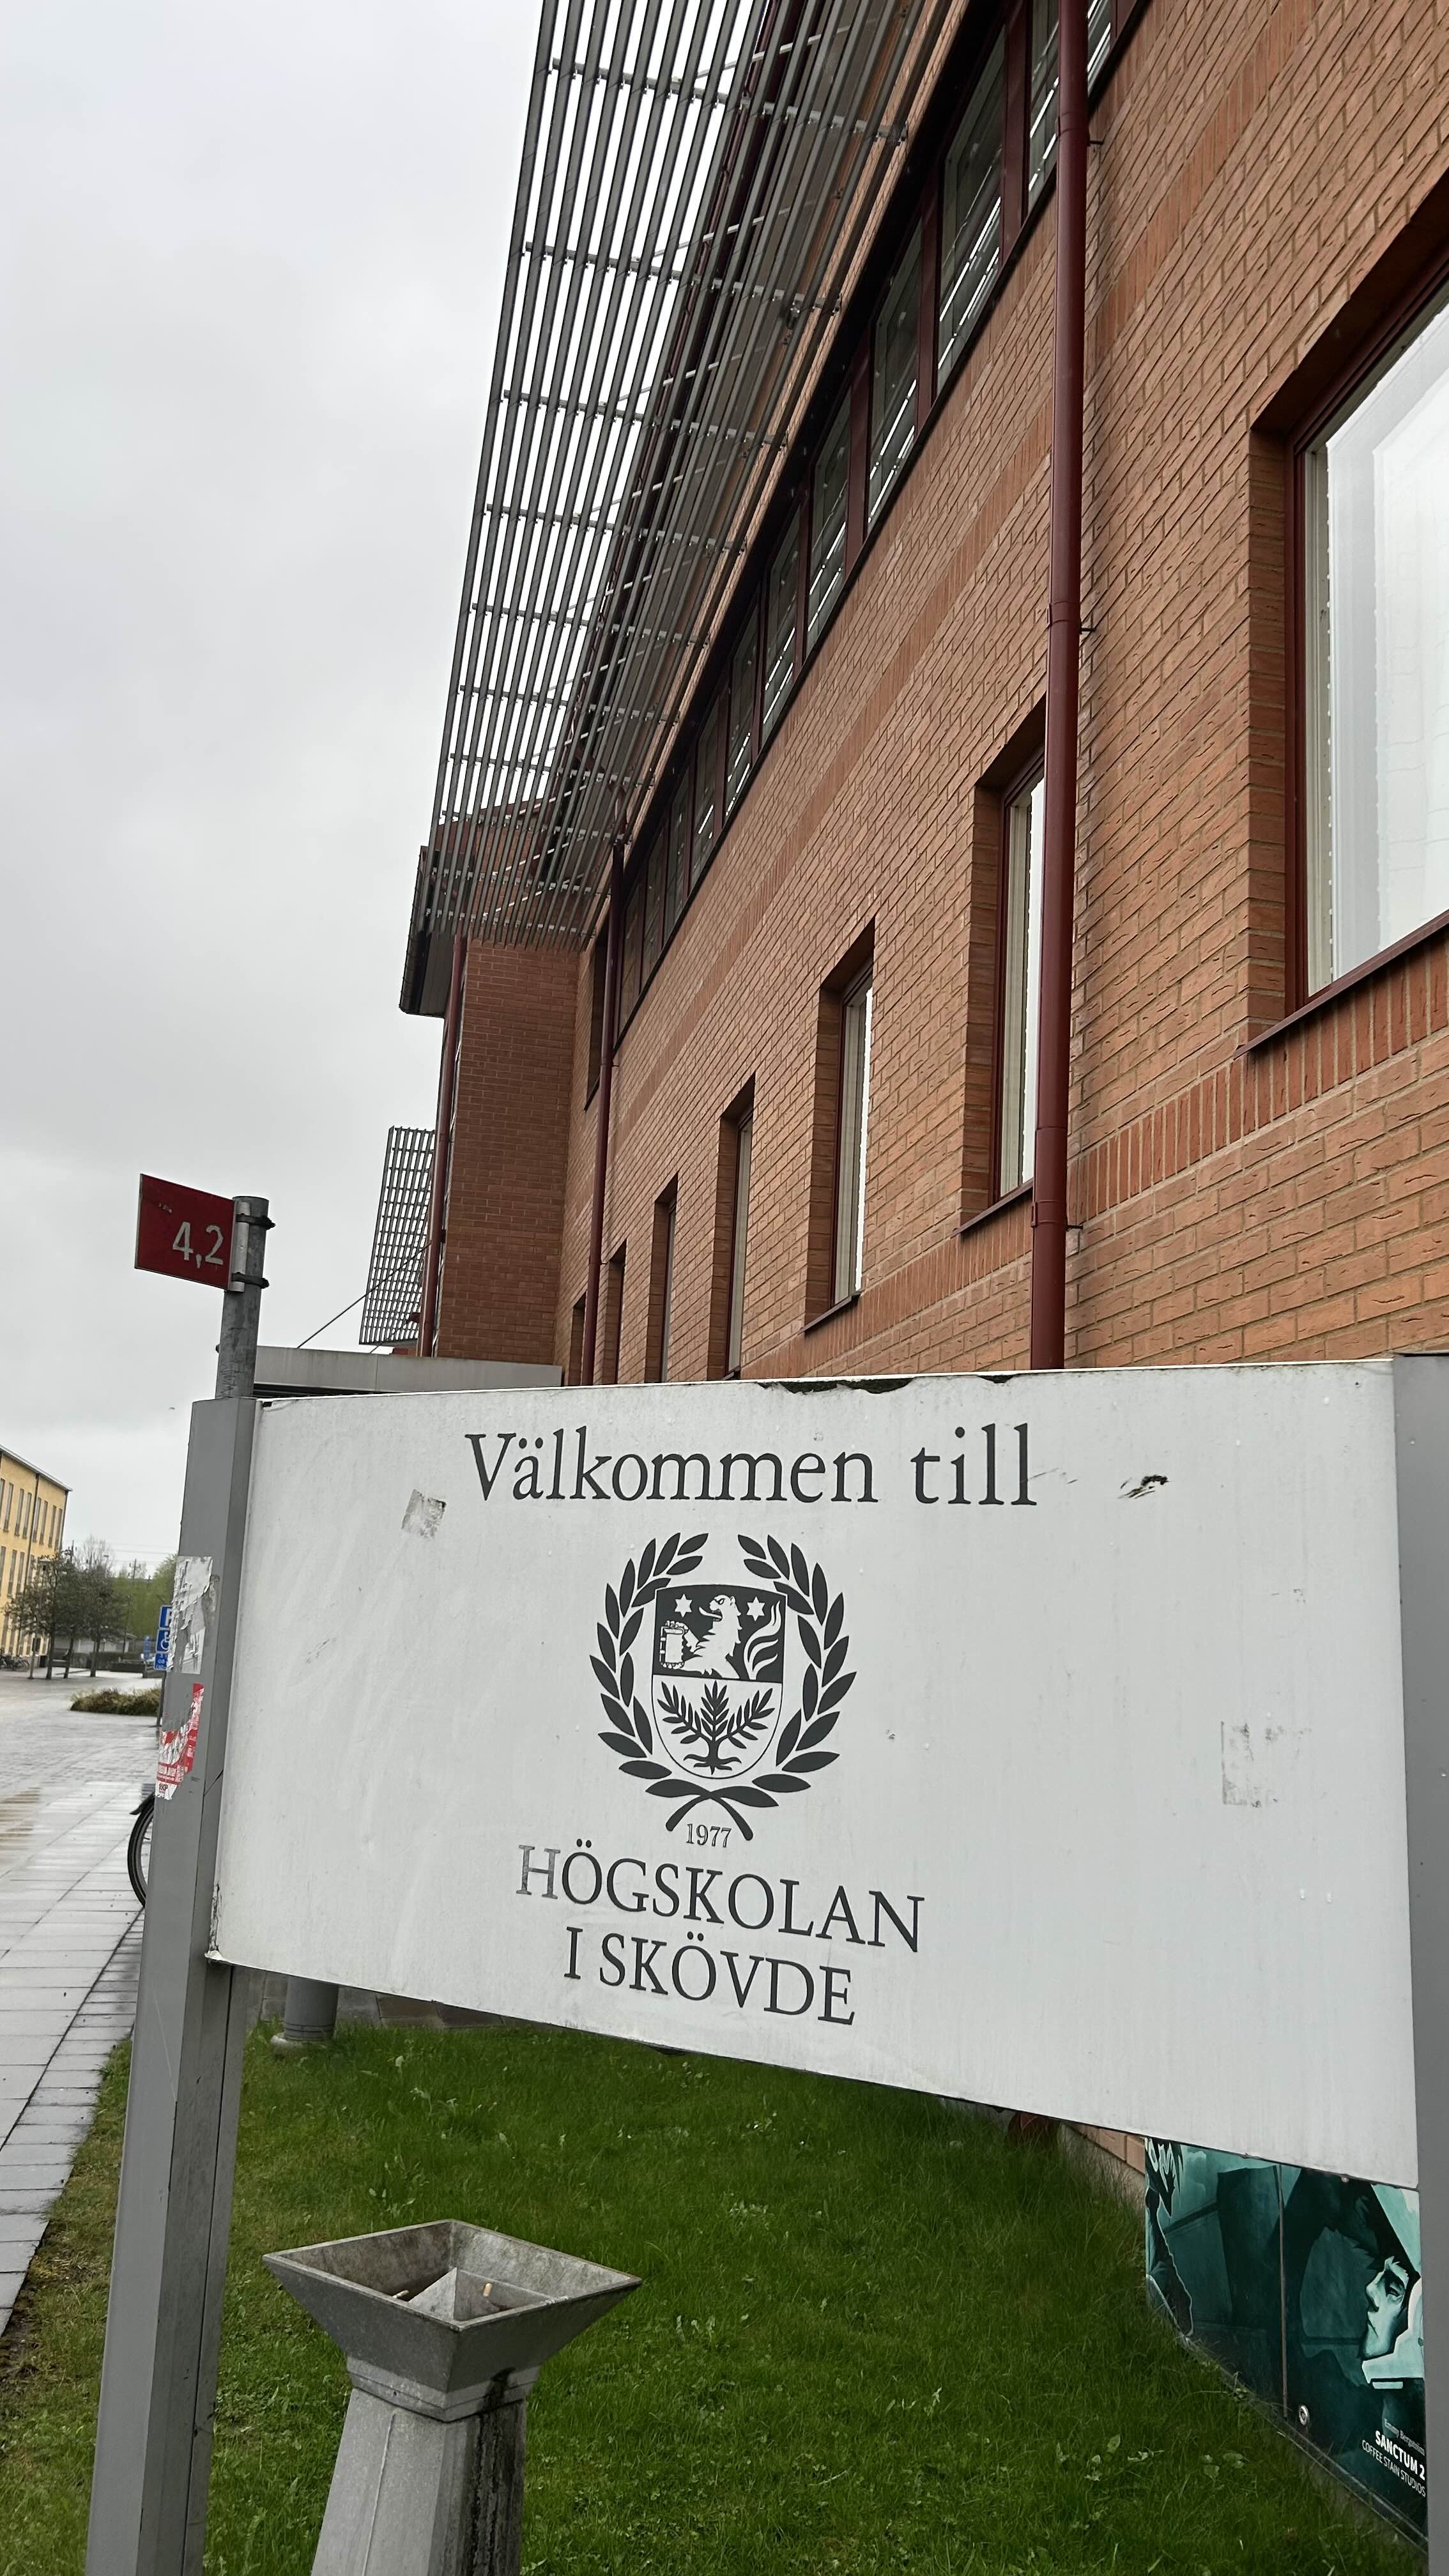 4,2
Välkommen till
1977
HÖGSKOLAN
I SKÖVDE
SANCTUM 2
COFFEE STAIN STUDIOS